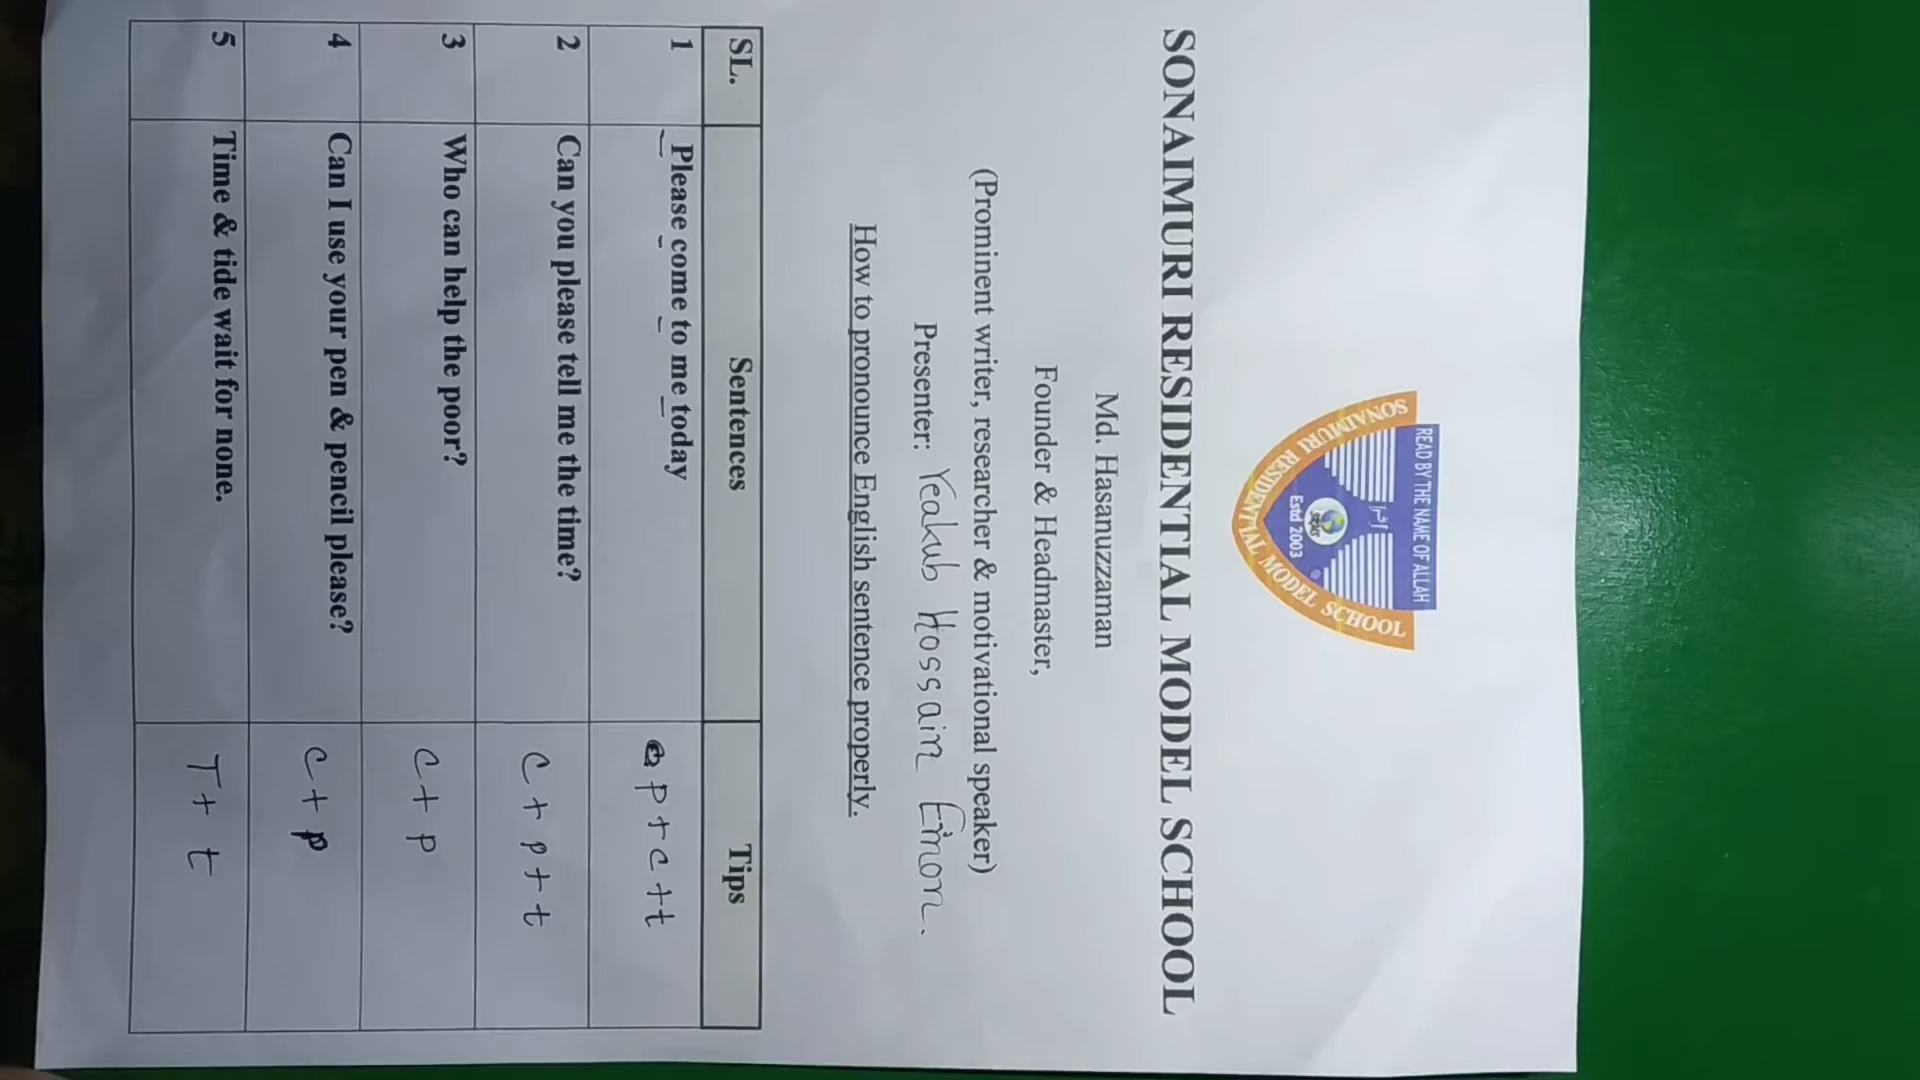 READ BY THE NAME OF ALLAH
اقرأ
Estd 2003
SONAIMURI RESIDENTIAL MODEL SCHOOL
SONAIMURI RESIDENTIAL MODEL SCHOOL
Md. Hasanuzzaman
Founder & Headmaster,
(Prominent writer, researcher & motivational speaker)
Presenter: Yeakub Hossain Emon.
How to pronounce English sentence properly.
SL. Sentences Tips
1 Please come to me today P + C + t
2 Can you please tell me the time? C + P + t
3 Who can help the poor? C + P
4 Can I use your pen & pencil please? C + P
5 Time & tide wait for none. T + t